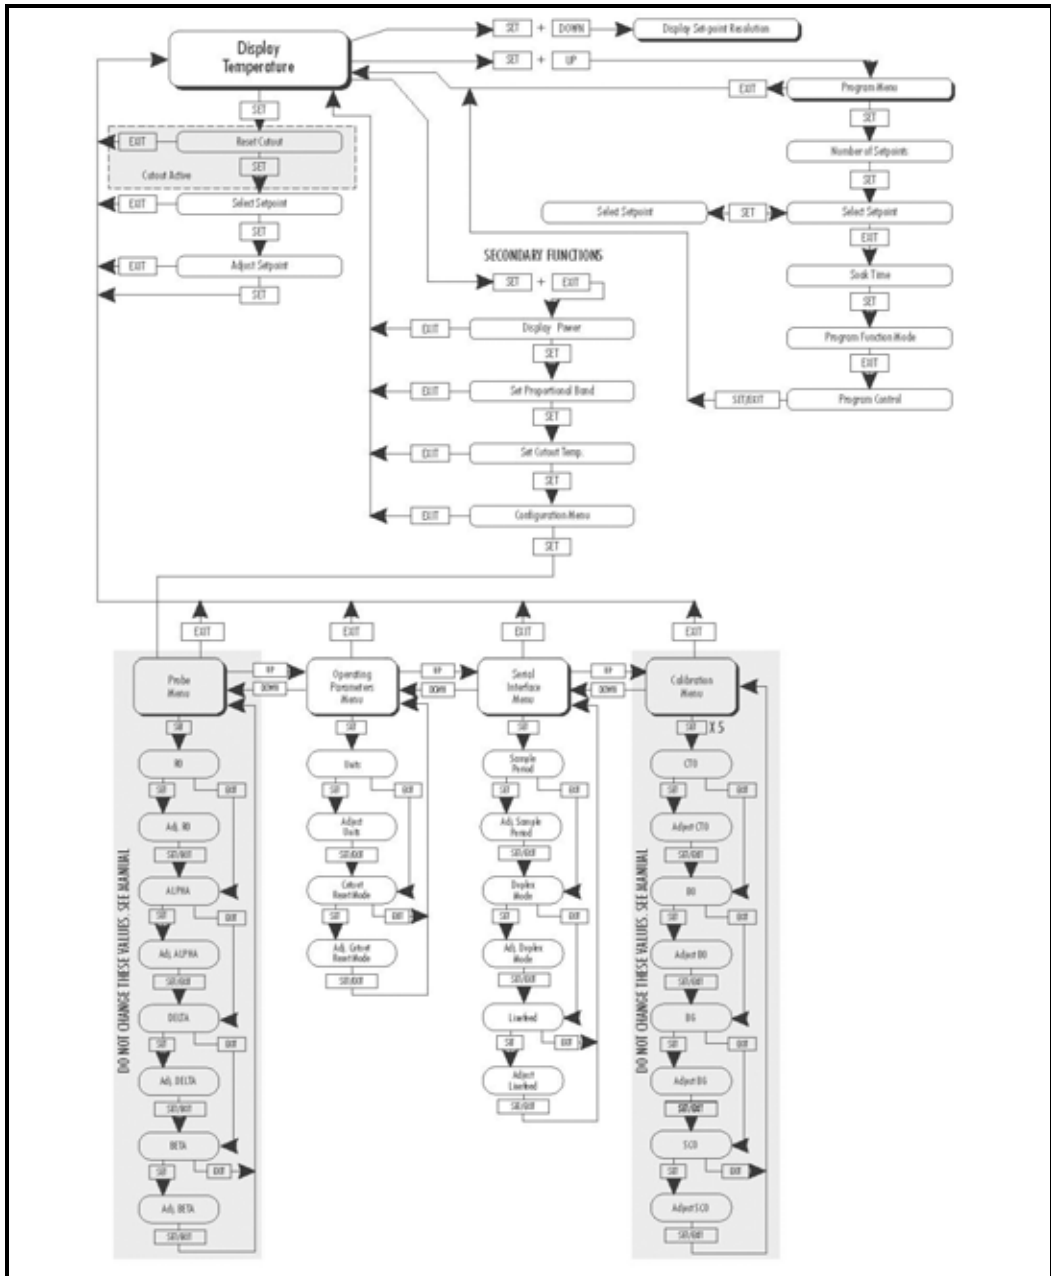 Display
Temperature
SET + DOWN
Display Set-point Resolution
SET + UP
EXIT
Program Menu
SET
Number of Setpoints
SET
Select Setpoint
SET
Select Setpoint
EXIT
Soak Time
SET
Program Function Mode
EXIT
SET/EXIT
Program Control
SET
EXIT
Reset Cutout
SET
Cutout Active
EXIT
Select Setpoint
SET
EXIT
Adjust Setpoint
SET
SECONDARY FUNCTIONS
SET + EXIT
EXIT
Display Power
SET
EXIT
Set Proportional Band
SET
EXIT
Set Cutout Temp.
SET
EXIT
Configuration Menu
SET
EXIT
EXIT
EXIT
EXIT
Probe
Menu
UP
DOWN
Operating
Parameters
Menu
UP
DOWN
Serial
Interface
Menu
UP
DOWN
Calibration
Menu
DO NOT CHANGE THESE VALUES. SEE MANUAL
SET
R0
SET
EXIT
Adj. R0
SET/EXIT
ALPHA
SET
EXIT
Adj. ALPHA
SET/EXIT
DELTA
SET
EXIT
Adj. DELTA
SET/EXIT
BETA
SET
EXIT
Adj. BETA
SET/EXIT
SET
Units
SET
EXIT
Adjust
Units
SET/EXIT
Cutout
Reset Mode
SET
EXIT
Adj. Cutout
Reset Mode
SET/EXIT
SET
Sample
Period
SET
EXIT
Adj. Sample
Period
SET/EXIT
Duplex
Mode
SET
EXIT
Adj. Duplex
Mode
SET/EXIT
Linefeed
SET
EXIT
Adjust
Linefeed
SET/EXIT
DO NOT CHANGE THESE VALUES. SEE MANUAL
SET X 5
CTO
SET
EXIT
Adjust CTO
SET/EXIT
BO
SET
EXIT
Adjust BO
SET/EXIT
BG
SET
EXIT
Adjust BG
SET/EXIT
SCO
SET
EXIT
Adjust SCO
SET/EXIT